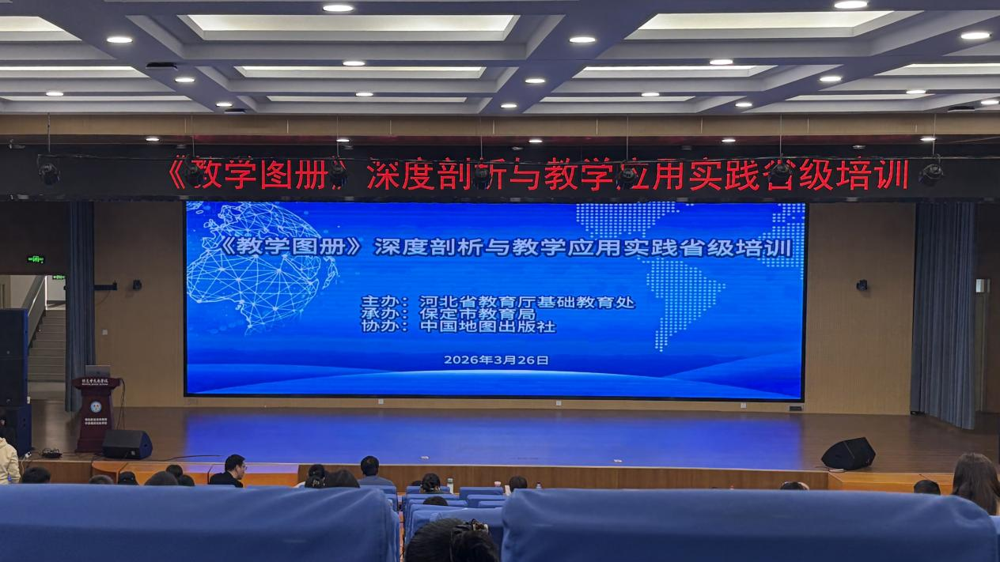 《教学图册》深度剖析与教学应用实践省级培训
《教学图册》深度剖析与教学应用实践省级培训
主办：河北省教育厅基础教育处
承办：保定市教育局
协办：中国地图出版社
2026年3月26日